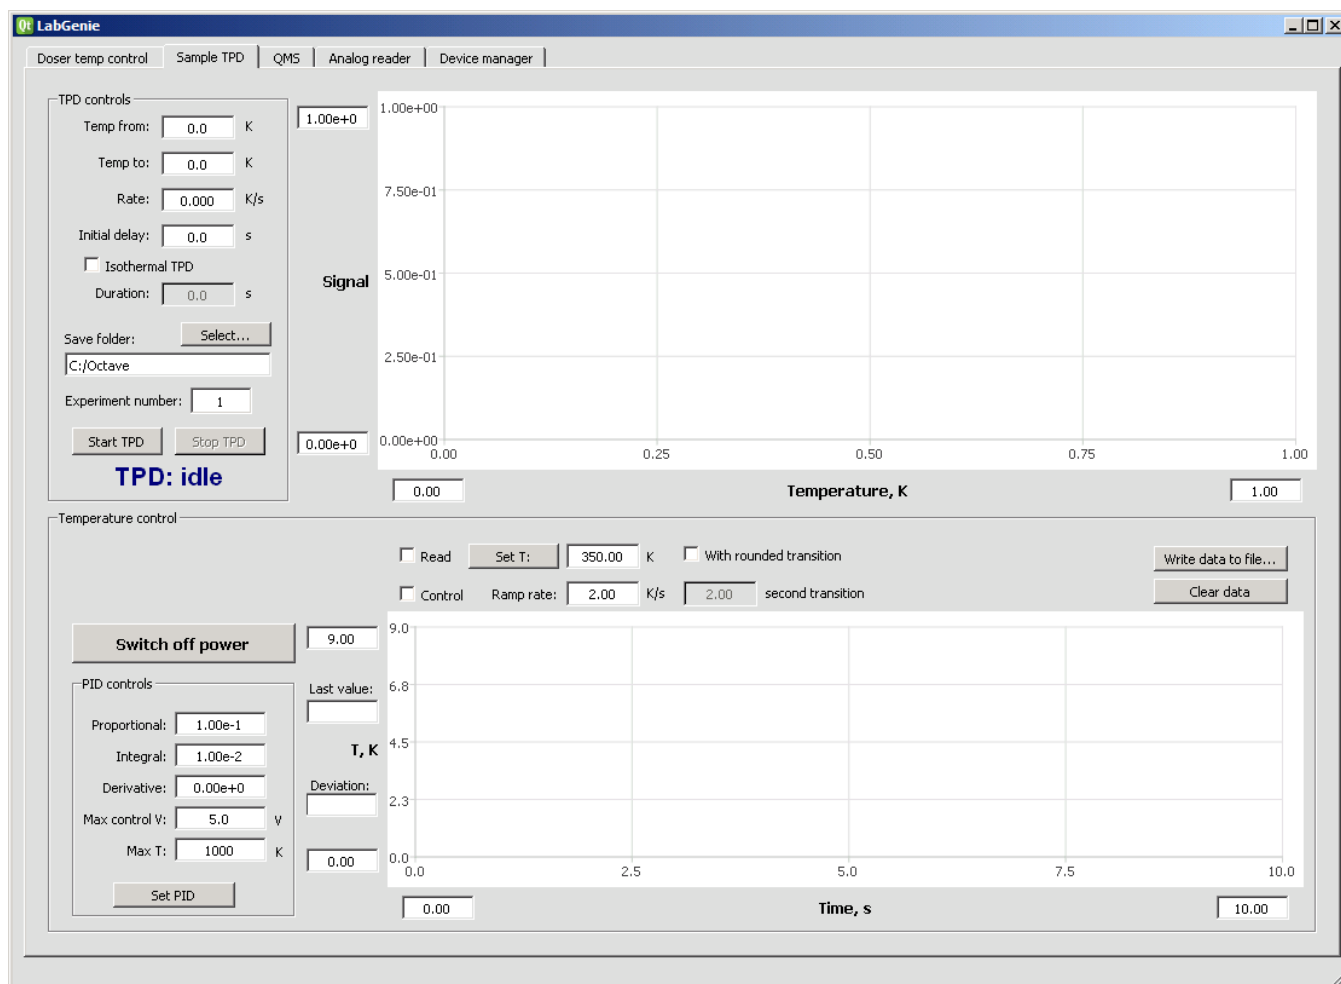 Qt LabGenie
Doser temp control Sample TPD QMS Analog reader Device manager
TPD controls
Temp from: 0.0 K
Temp to: 0.0 K
Rate: 0.000 K/s
Initial delay: 0.0 s
Isothermal TPD
Duration: 0.0 s
Save folder: Select...
C:/Octave
Experiment number: 1
Start TPD Stop TPD
TPD: idle
1.00e+0
Signal
0.00e+0
1.00e+00
7.50e-01
5.00e-01
2.50e-01
0.00e+00
0.00 0.25 0.50 0.75 1.00
0.00 Temperature, K 1.00
Temperature control
Read Set T: 350.00 K With rounded transition Write data to file...
Control Ramp rate: 2.00 K/s 2.00 second transition Clear data
Switch off power
PID controls
Proportional: 1.00e-1
Integral: 1.00e-2
Derivative: 0.00e+0
Max control V: 5.0 V
Max T: 1000 K
Set PID
9.00
Last value:
T, K
Deviation:
0.00
9.0
6.8
4.5
2.3
0.0
0.0 2.5 5.0 7.5 10.0
0.00 Time, s 10.00